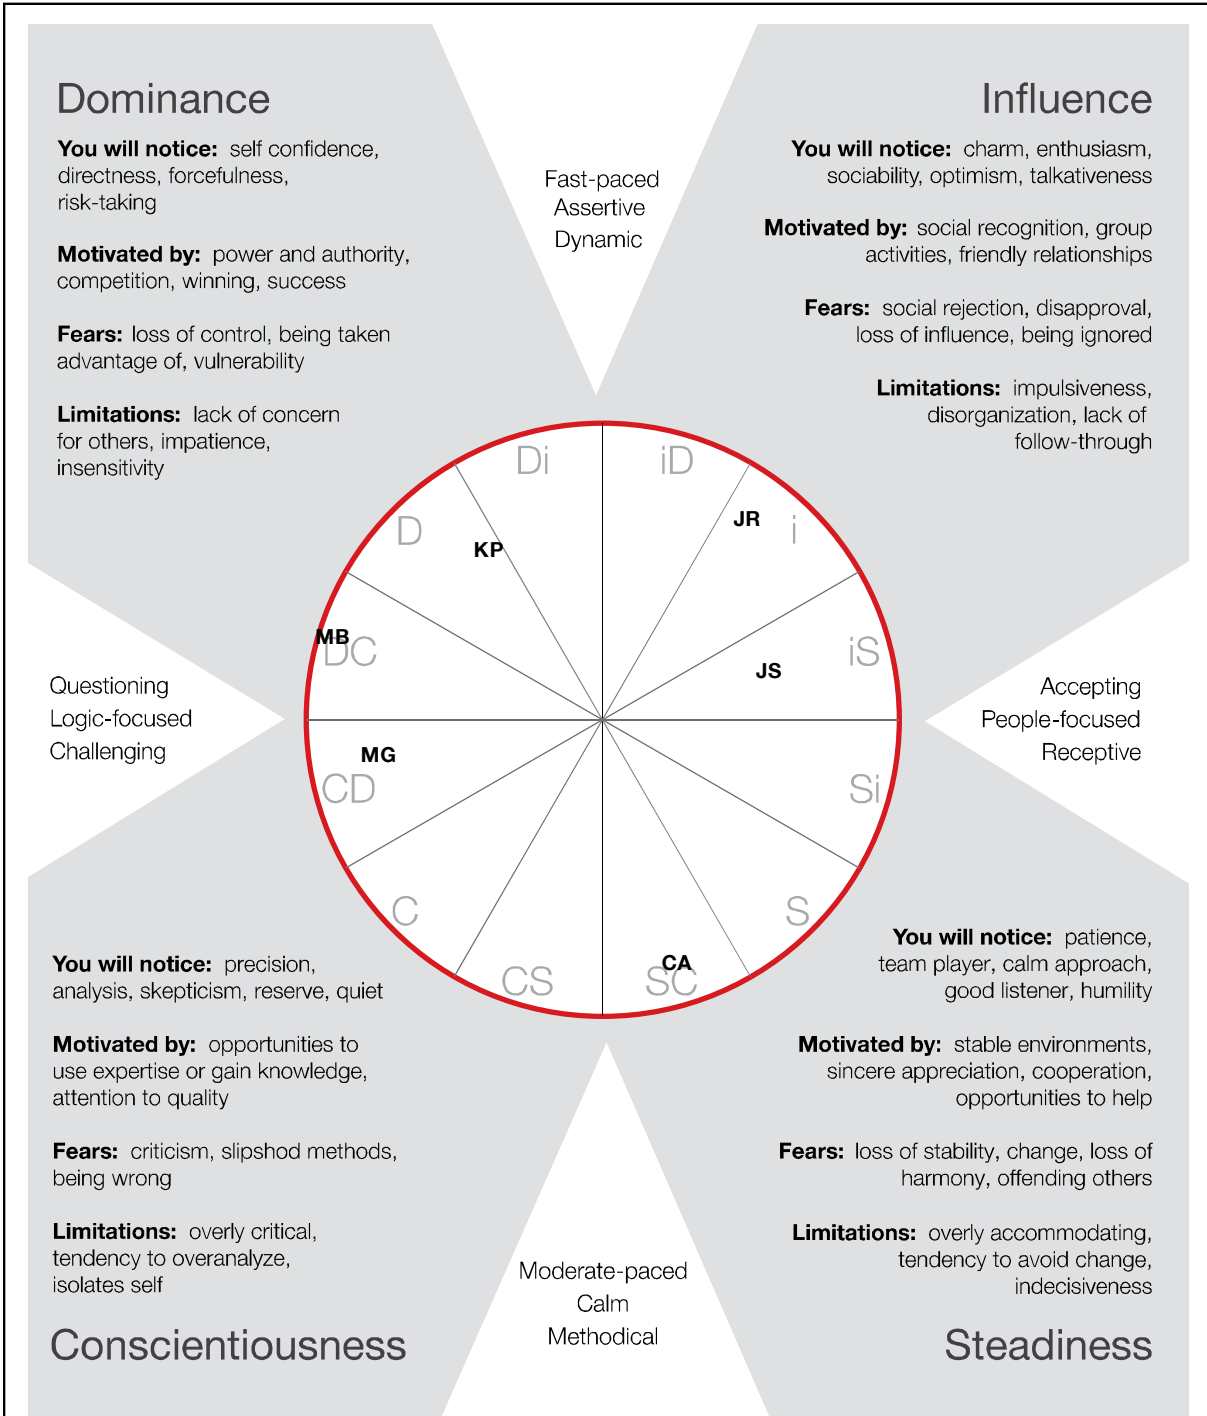 Dominance
You will notice: self confidence,
directness, forcefulness,
risk-taking
Motivated by: power and authority,
competition, winning, success
Fears: loss of control, being taken
advantage of, vulnerability
Limitations: lack of concern
for others, impatience,
insensitivity
Fast-paced
Assertive
Dynamic
Influence
You will notice: charm, enthusiasm,
sociability, optimism, talkativeness
Motivated by: social recognition, group
activities, friendly relationships
Fears: social rejection, disapproval,
loss of influence, being ignored
Limitations: impulsiveness,
disorganization, lack of
follow-through
Di
iD
D
KP
JR
i
MB
DC
JS
iS
MG
CD
Si
C
S
CS
CA
SC
Questioning
Logic-focused
Challenging
Accepting
People-focused
Receptive
You will notice: precision,
analysis, skepticism, reserve, quiet
Motivated by: opportunities to
use expertise or gain knowledge,
attention to quality
Fears: criticism, slipshod methods,
being wrong
Limitations: overly critical,
tendency to overanalyze,
isolates self
Conscientiousness
Moderate-paced
Calm
Methodical
You will notice: patience,
team player, calm approach,
good listener, humility
Motivated by: stable environments,
sincere appreciation, cooperation,
opportunities to help
Fears: loss of stability, change, loss of
harmony, offending others
Limitations: overly accommodating,
tendency to avoid change,
indecisiveness
Steadiness